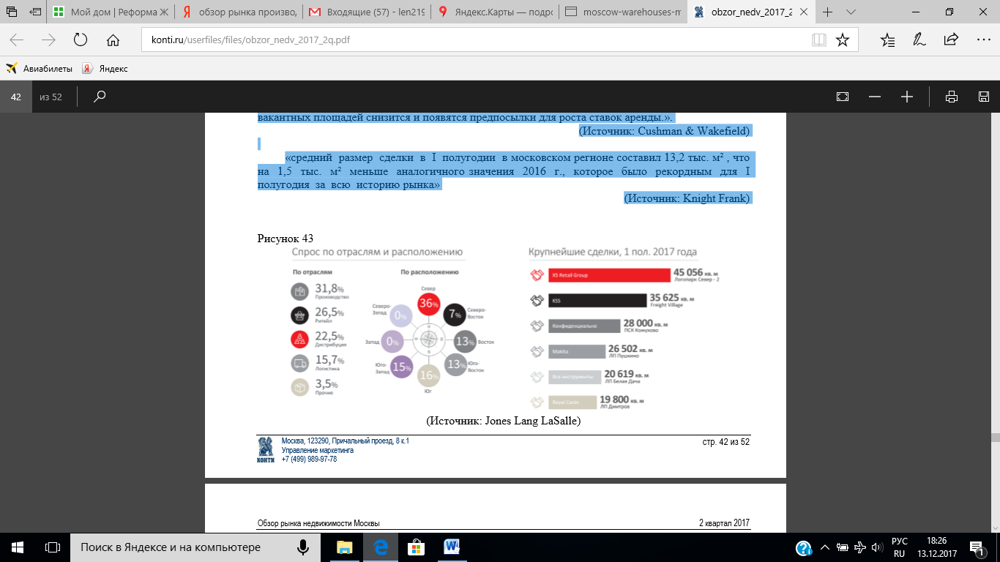 Мой дом | Реформа Ж
обзор рынка произво,
Входящие (57) - len219
Яндекс.Карты — подро
moscow-warehouses-m
obzor_nedv_2017_2
konti.ru/userfiles/files/obzor_nedv_2017_2q.pdf
Авиабилеты
Яндекс
42 из 52
вакантных площадей снизится и появятся предпосылки для роста ставок аренды.».
(Источник: Cushman & Wakefield)
«средний размер сделки в I полугодии в московском регионе составил 13,2 тыс. м² , что
на 1,5 тыс. м² меньше аналогичного значения 2016 г., которое было рекордным для I
полугодия за всю историю рынка»
(Источник: Knight Frank)
Рисунок 43
Спрос по отраслям и расположению
По отраслям
31,8%
Производство
26,5%
Ритейл
22,5%
Дистрибуция
15,7%
Логистика
3,5%
Прочие
По расположению
Север
36%
Северо-
Восток
7%
Восток
13%
Юго-
Восток
13%
Юг
16%
Юго-
Запад
15%
Запад
0%
Северо-
Запад
0%
Крупнейшие сделки, 1 пол. 2017 года
X5 Retail Group
45 056 кв. м
Логопарк Север - 2
KSS
35 625 кв. м
Freight Village
Конфиденциально
28 000 кв. м
ПСК Кожухово
Makita
26 502 кв. м
ЛП Пушкино
Все инструменты
20 619 кв. м
ЛП Белая Дача
Royal Canin
19 800 кв. м
ЛП Дмитров
(Источник: Jones Lang LaSalle)
КОНТИ
Москва, 123290, Причальный проезд, 8 к.1
Управление маркетинга
+7 (499) 989-97-78
стр. 42 из 52
Обзор рынка недвижимости Москвы
2 квартал 2017
Поиск в Яндексе и на компьютере
РУС
RU
18:26
13.12.2017
1